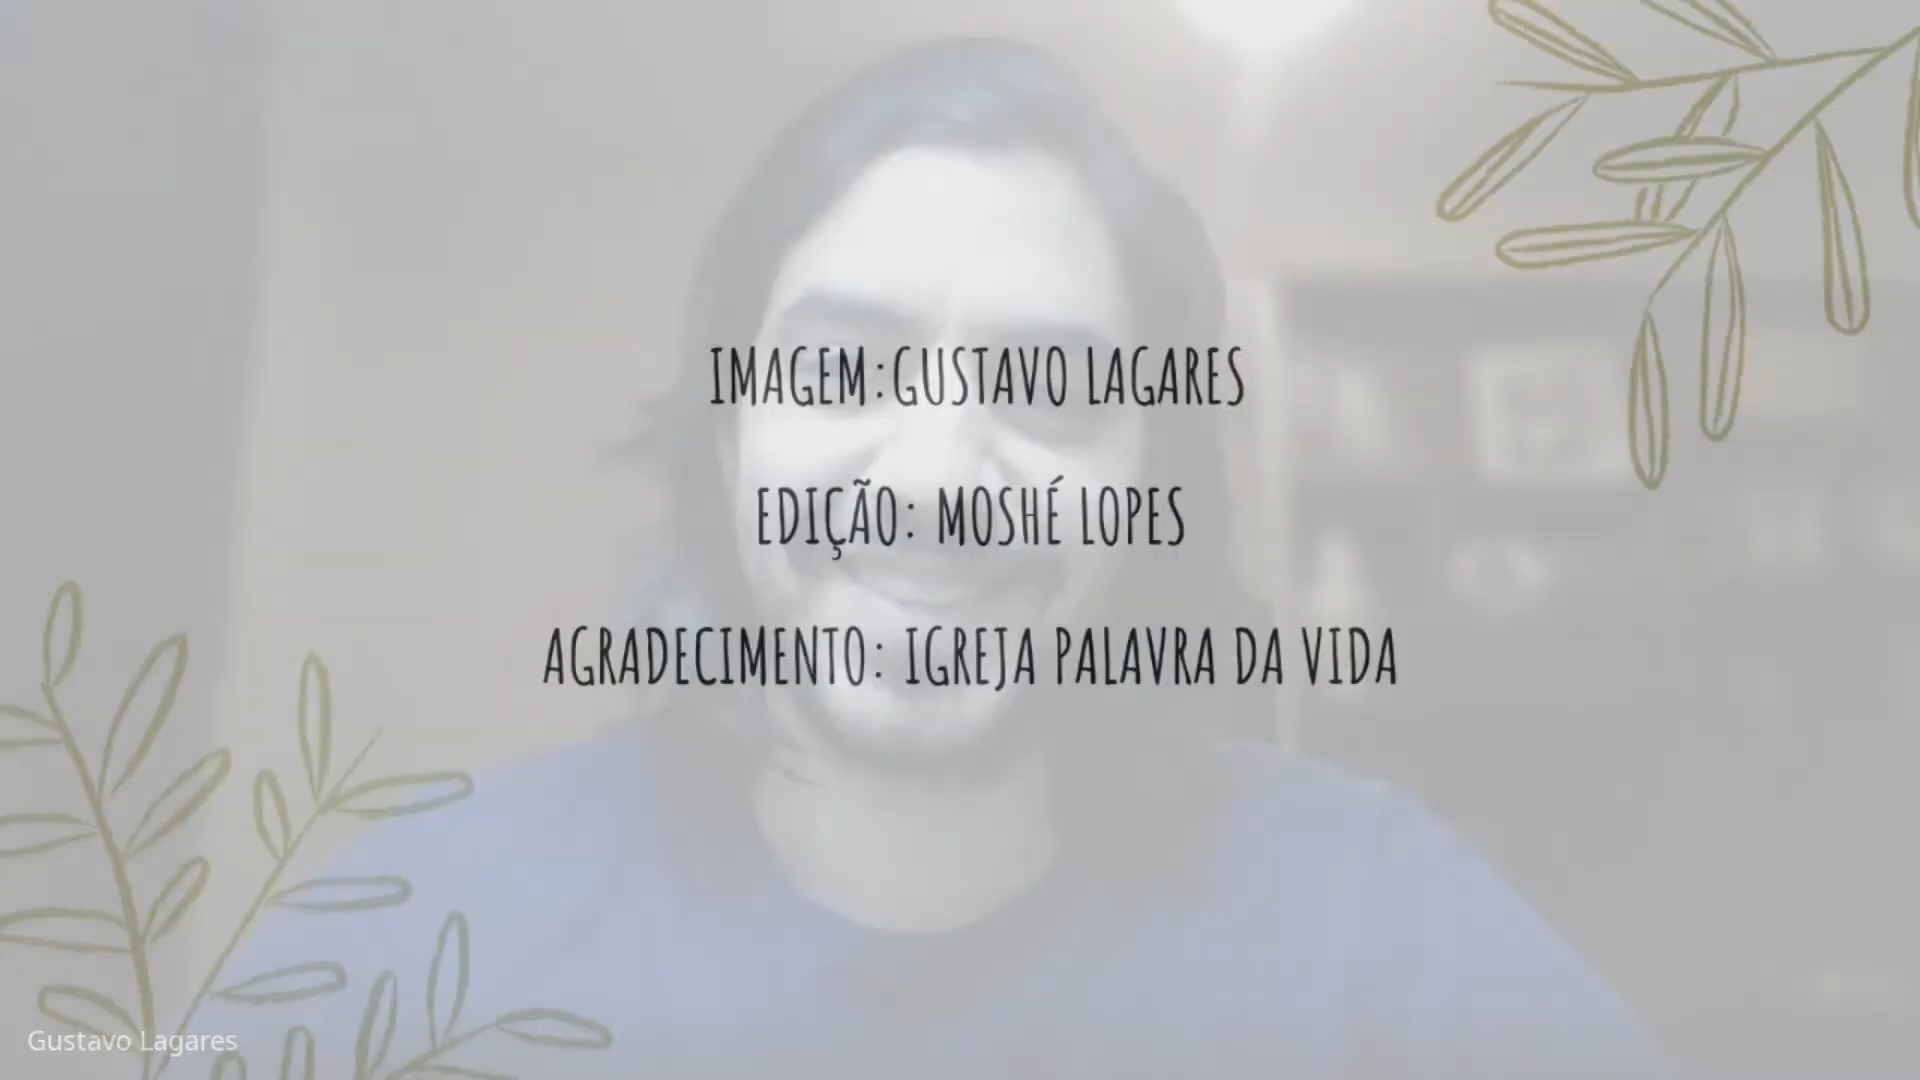 IMAGEM:GUSTAVO LAGARES
EDIÇÃO: MOSHÉ LOPES
AGRADECIMENTO: IGREJA PALAVRA DA VIDA
Gustavo Lagares